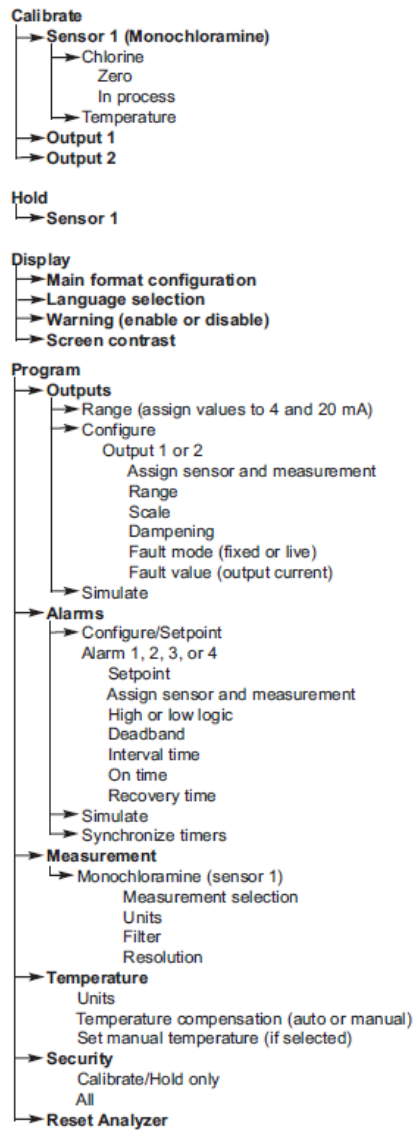 Calibrate
Sensor 1 (Monochloramine)
Chlorine
Zero
In process
Temperature
Output 1
Output 2
Hold
Sensor 1
Display
Main format configuration
Language selection
Warning (enable or disable)
Screen contrast
Program
Outputs
Range (assign values to 4 and 20 mA)
Configure
Output 1 or 2
Assign sensor and measurement
Range
Scale
Dampening
Fault mode (fixed or live)
Fault value (output current)
Simulate
Alarms
Configure/Setpoint
Alarm 1, 2, 3, or 4
Setpoint
Assign sensor and measurement
High or low logic
Deadband
Interval time
On time
Recovery time
Simulate
Synchronize timers
Measurement
Monochloramine (sensor 1)
Measurement selection
Units
Filter
Resolution
Temperature
Units
Temperature compensation (auto or manual)
Set manual temperature (if selected)
Security
Calibrate/Hold only
All
Reset Analyzer